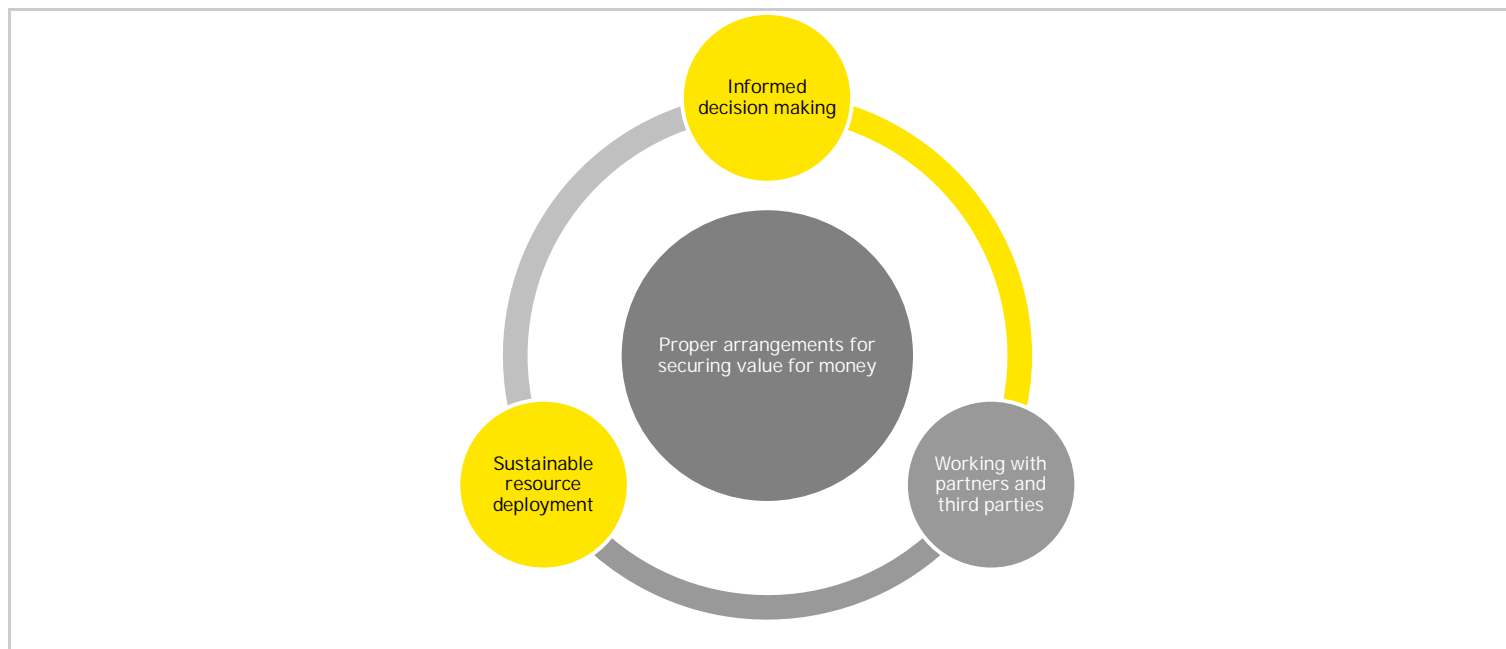 Informed
decision making
Proper arrangements for
securing value for money
Sustainable
resource
deployment
Working with
partners and
third parties